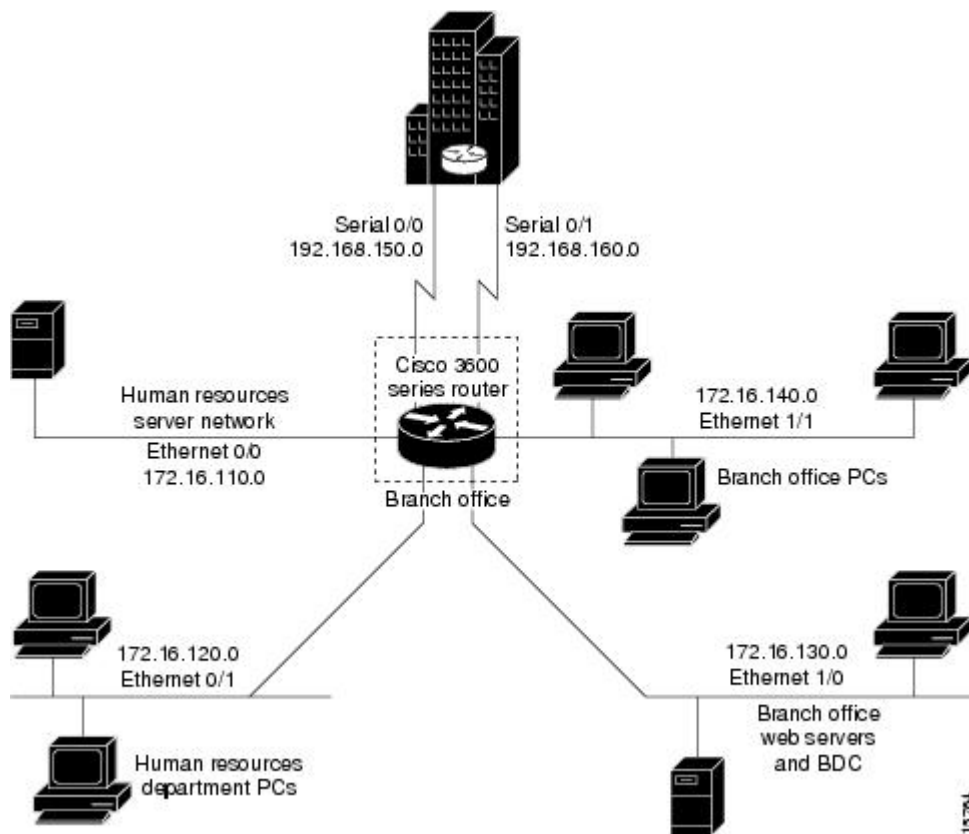 Serial 0/0
192.168.150.0
Serial 0/1
192.168.160.0
Cisco 3600
series router
Human resources
server network
Ethernet 0/0
172.16.110.0
172.16.140.0
Ethernet 1/1
Branch office PCs
Branch office
172.16.120.0
Ethernet 0/1
172.16.130.0
Ethernet 1/0
Human resources
department PCs
Branch office
web servers
and BDC